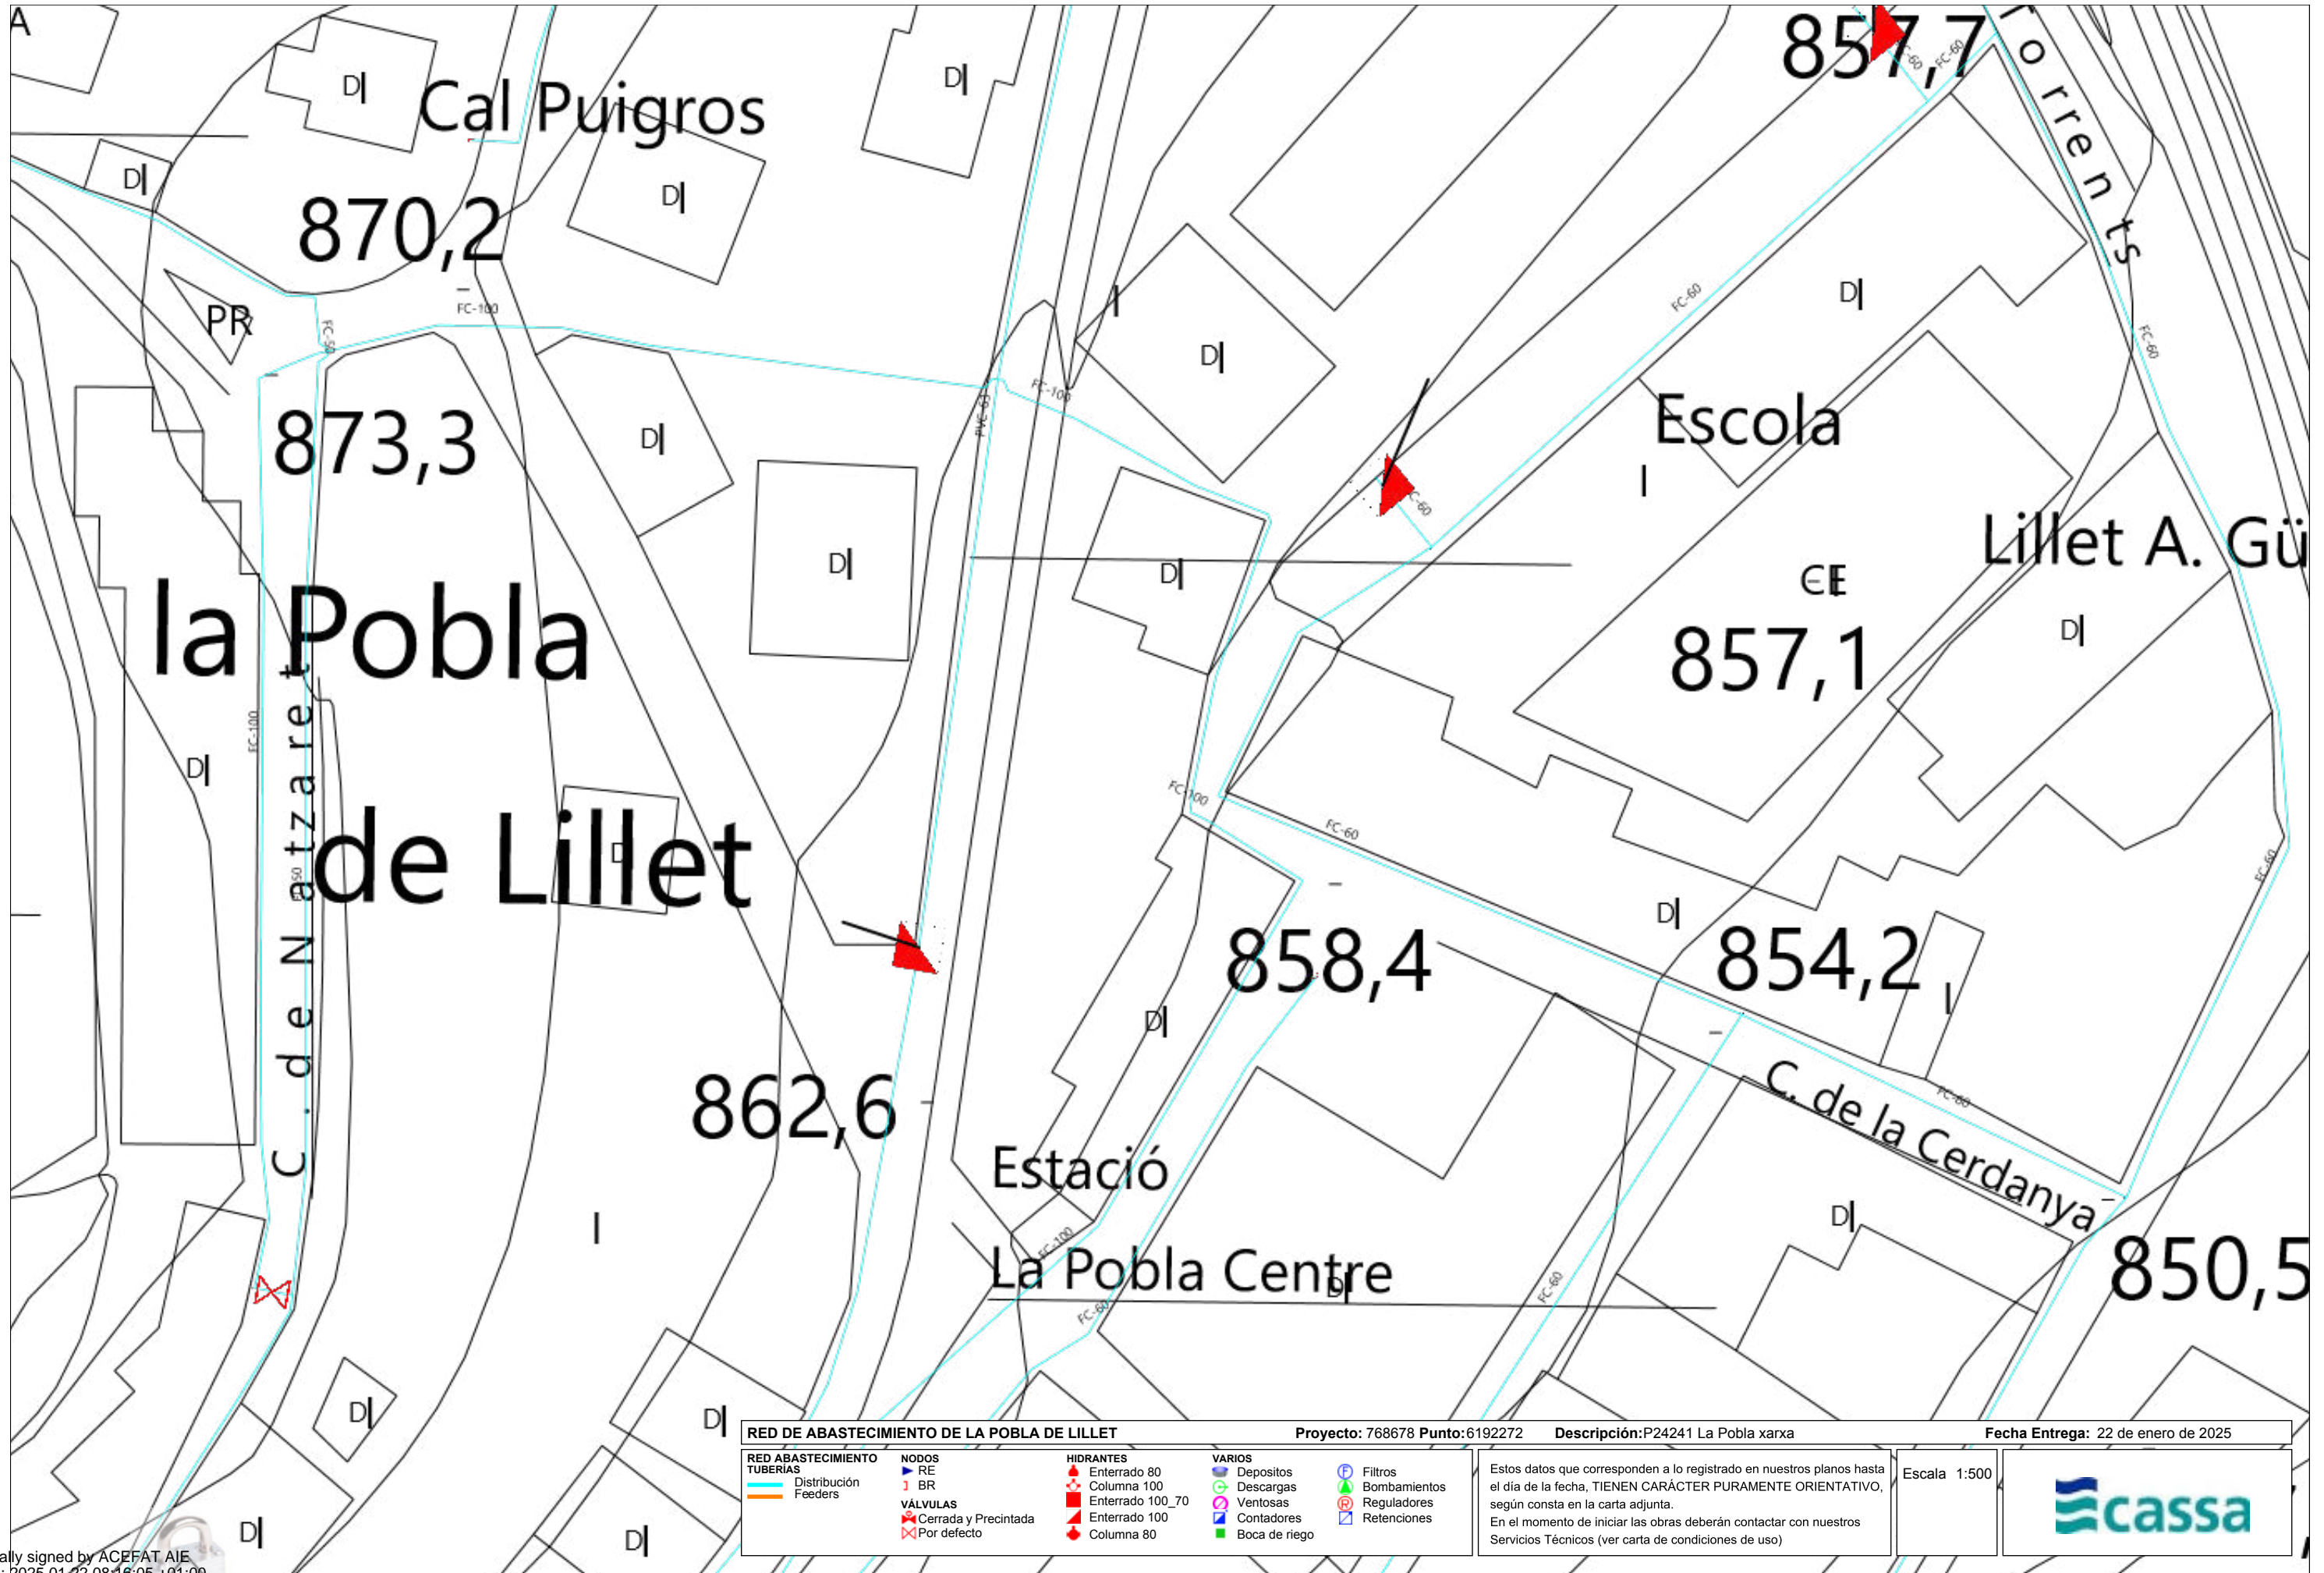 A
857,7
Torrents
D
Cal Puigros
D
FC-60
FC-60
D
D
870,2
D
FC-60
PR
FC-100
FC-50
FC-60
D
FC-100
PVC-63
Escola
873,3
D
FC-60
Lillet A. Gü
D
D
CE
D
la Pobla
857,1
FC-100
D
C. de Natzaret
FC-100
FC-60
de Lillet
D
FC-60
D
858,4
854,2
D
862,6
C. de la Cerdanya
FC-60
Estació
D
FC-100
La Pobla Centre
D
FC-60
FC-60
850,5
D
D
D
D
RED DE ABASTECIMIENTO DE LA POBLA DE LILLET Proyecto: 768678 Punto:6192272 Descripción:P24241 La Pobla xarxa Fecha Entrega: 22 de enero de 2025
RED ABASTECIMIENTO
TUBERÍAS
Distribución
Feeders
NODOS
RE
BR
VÁLVULAS
Cerrada y Precintada
Por defecto
HIDRANTES
Enterrado 80
Columna 100
Enterrado 100_70
Enterrado 100
Columna 80
VARIOS
Depositos
Descargas
Ventosas
Contadores
Boca de riego
Filtros
Bombamientos
Reguladores
Retenciones
Estos datos que corresponden a lo registrado en nuestros planos hasta
el día de la fecha, TIENEN CARÁCTER PURAMENTE ORIENTATIVO,
según consta en la carta adjunta.
En el momento de iniciar las obras deberán contactar con nuestros
Servicios Técnicos (ver carta de condiciones de uso)
Escala 1:500
cassa
ally signed by ACEFAT AIE
: 2025.01.22 08:16:05 +01:00